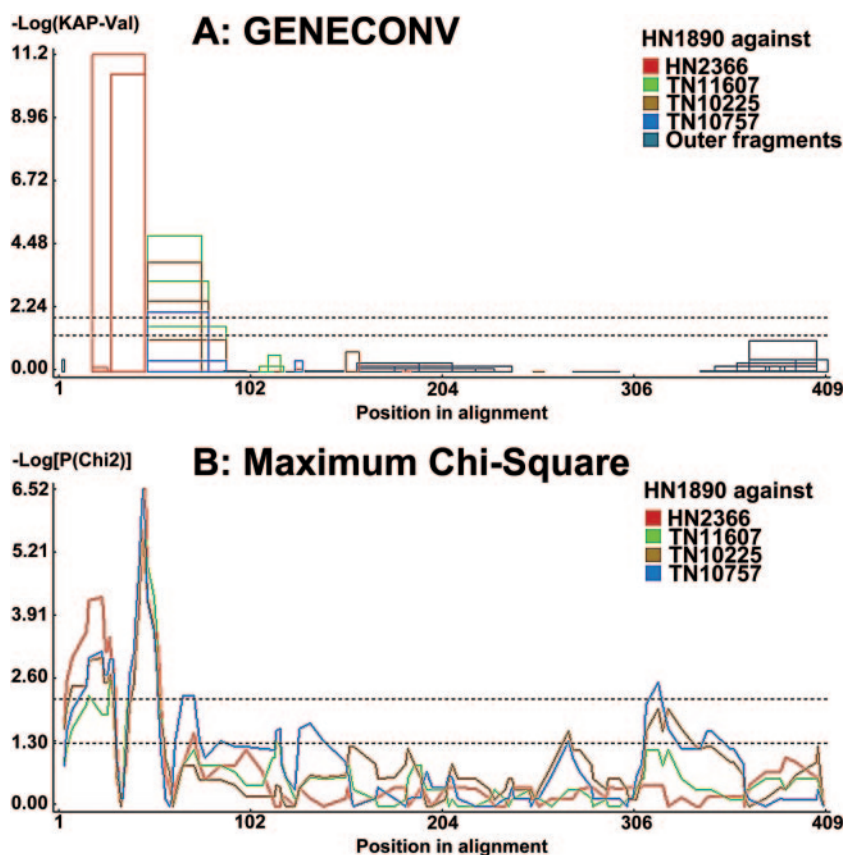 A: GENECONV
-Log(KAP-Val)
11.2
8.96
6.72
4.48
2.24
0.00
HN1890 against
HN2366
TN11607
TN10225
TN10757
Outer fragments
1
102
204
306
409
Position in alignment
B: Maximum Chi-Square
-Log[P(Chi2)]
6.52
5.21
3.91
2.60
1.30
0.00
HN1890 against
HN2366
TN11607
TN10225
TN10757
1
102
204
306
409
Position in alignment